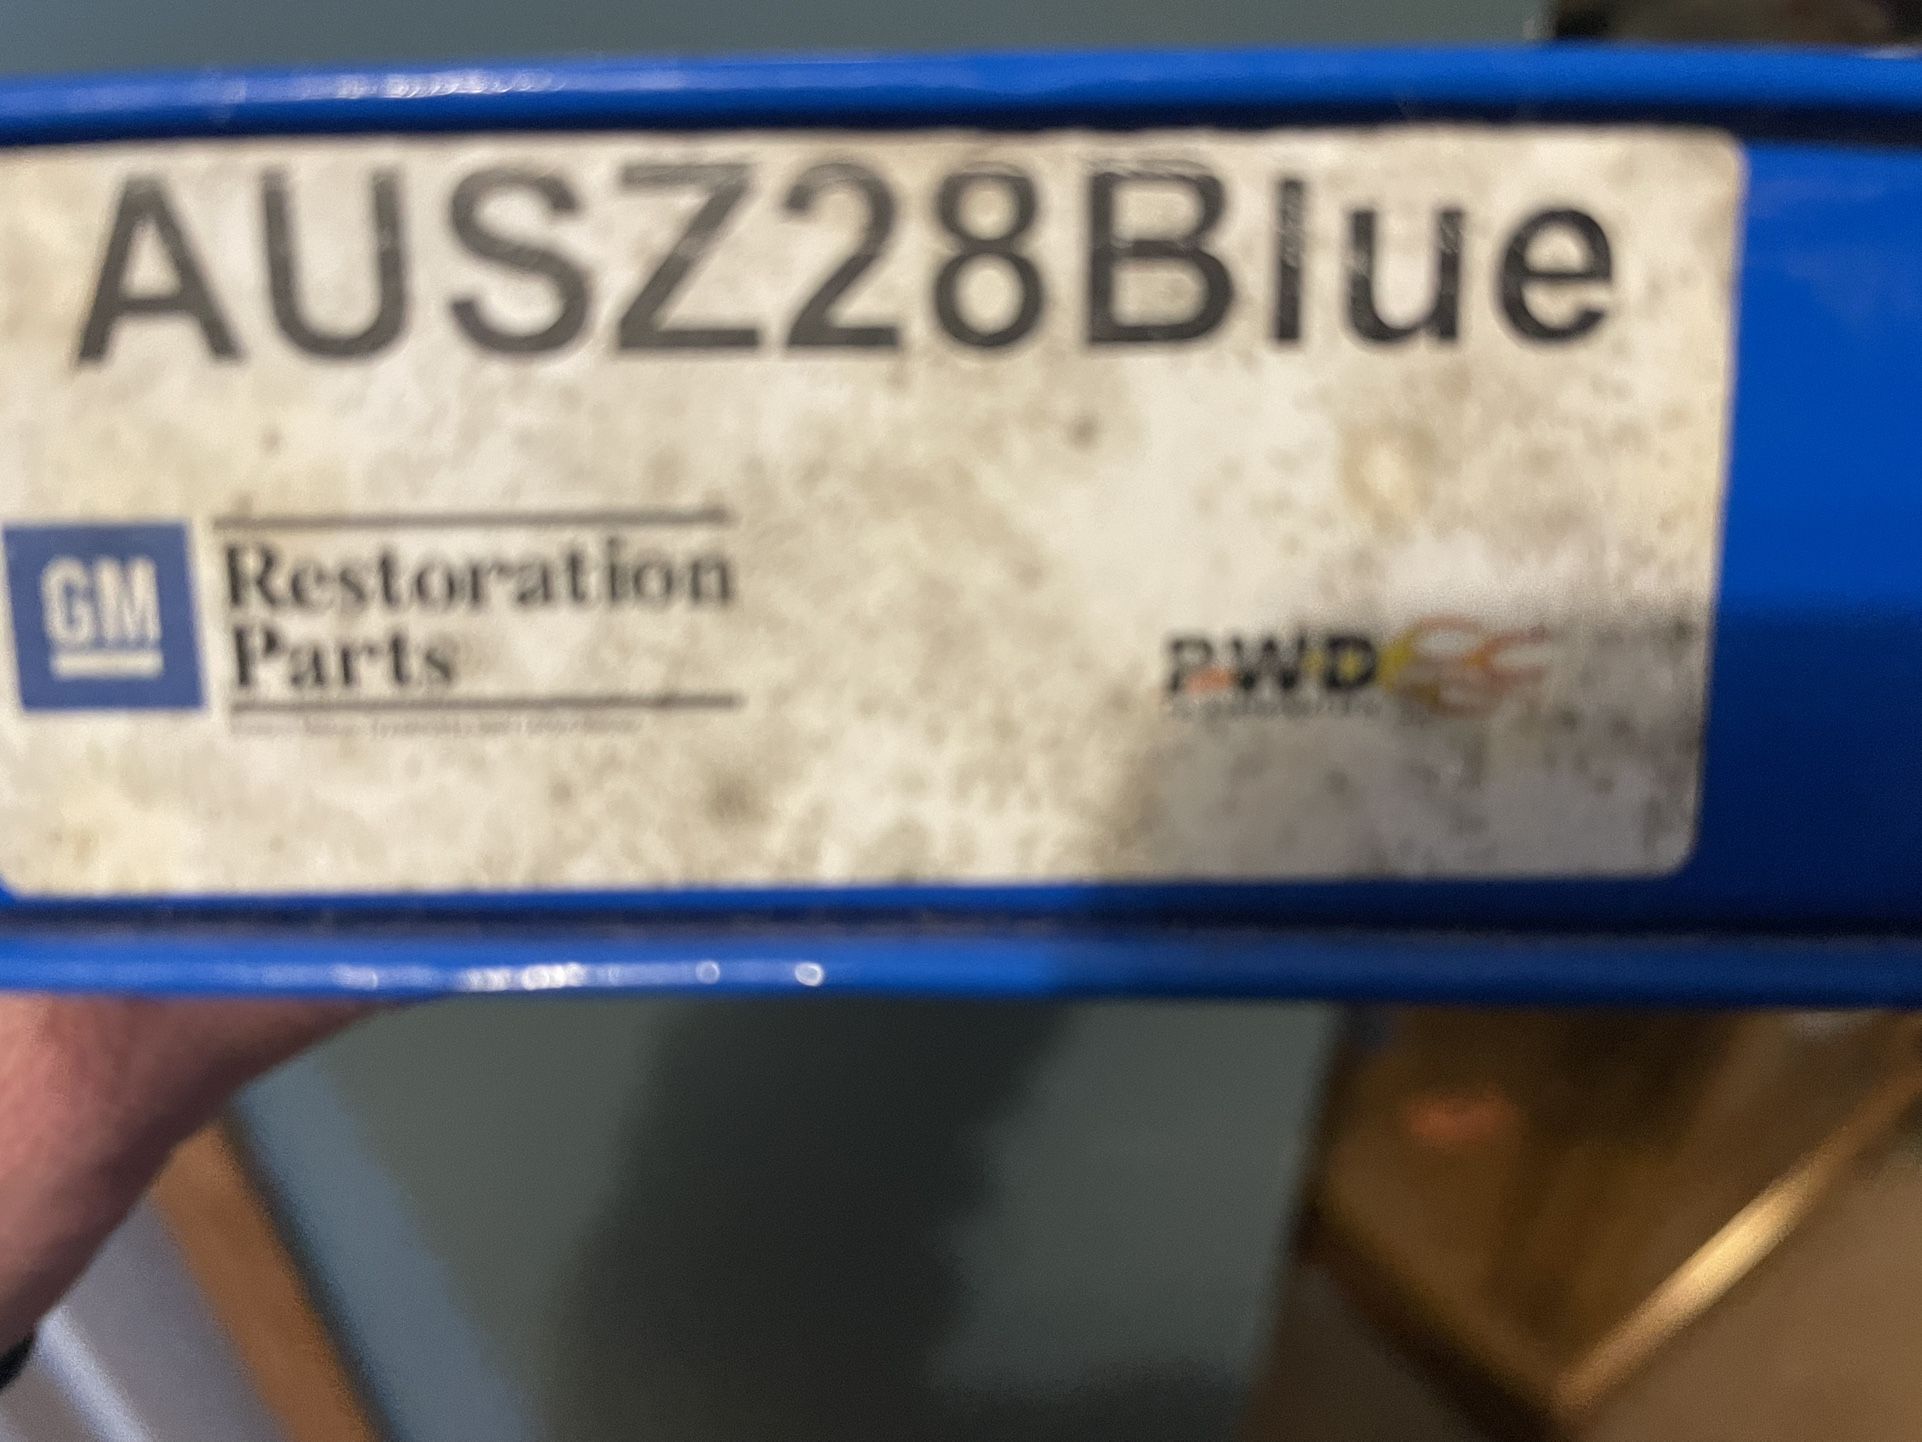 AUSZ28Blue
GM
Restoration
Parts
PWD